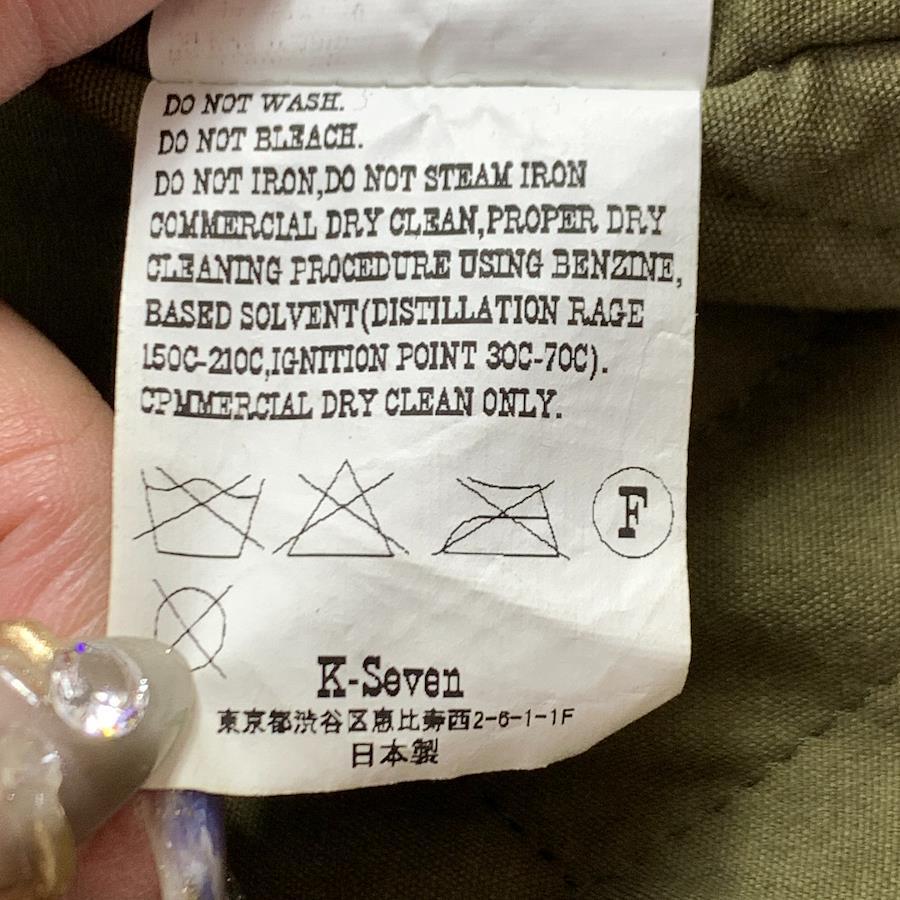 DO NOT WASH.
DO NOT BLEACH.
DO NOT IRON,DO NOT STEAM IRON
COMMERCIAL DRY CLEAN,PROPER DRY
CLEANING PROCEDURE USING BENZINE,
BASED SOLVENT(DISTILLATION RAGE
150C-210C,IGNITION POINT 30C-70C).
CPMMERCIAL DRY CLEAN ONLY.
F
K-Seven
東京都渋谷区恵比寿西2-6-1-1F
日本製